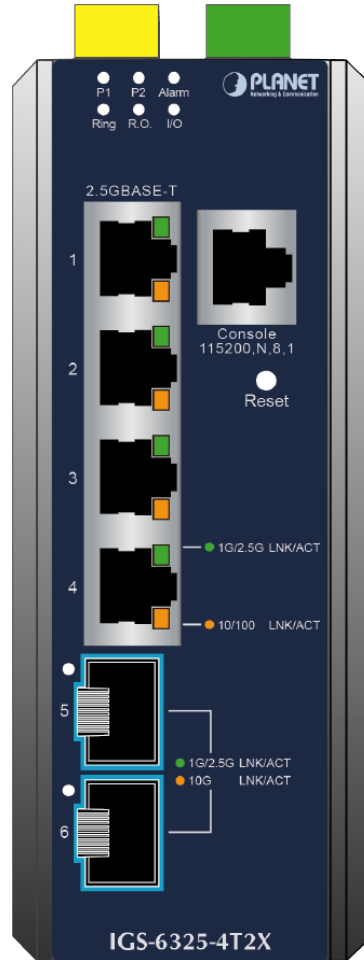 PLANET
Networking & Communication
P1 P2 Alarm
Ring R.O. I/O
2.5GBASE-T
1
Console
115200,N,8,1
2
Reset
3
1G/2.5G LNK/ACT
4
10/100 LNK/ACT
5
1G/2.5G LNK/ACT
10G LNK/ACT
6
IGS-6325-4T2X